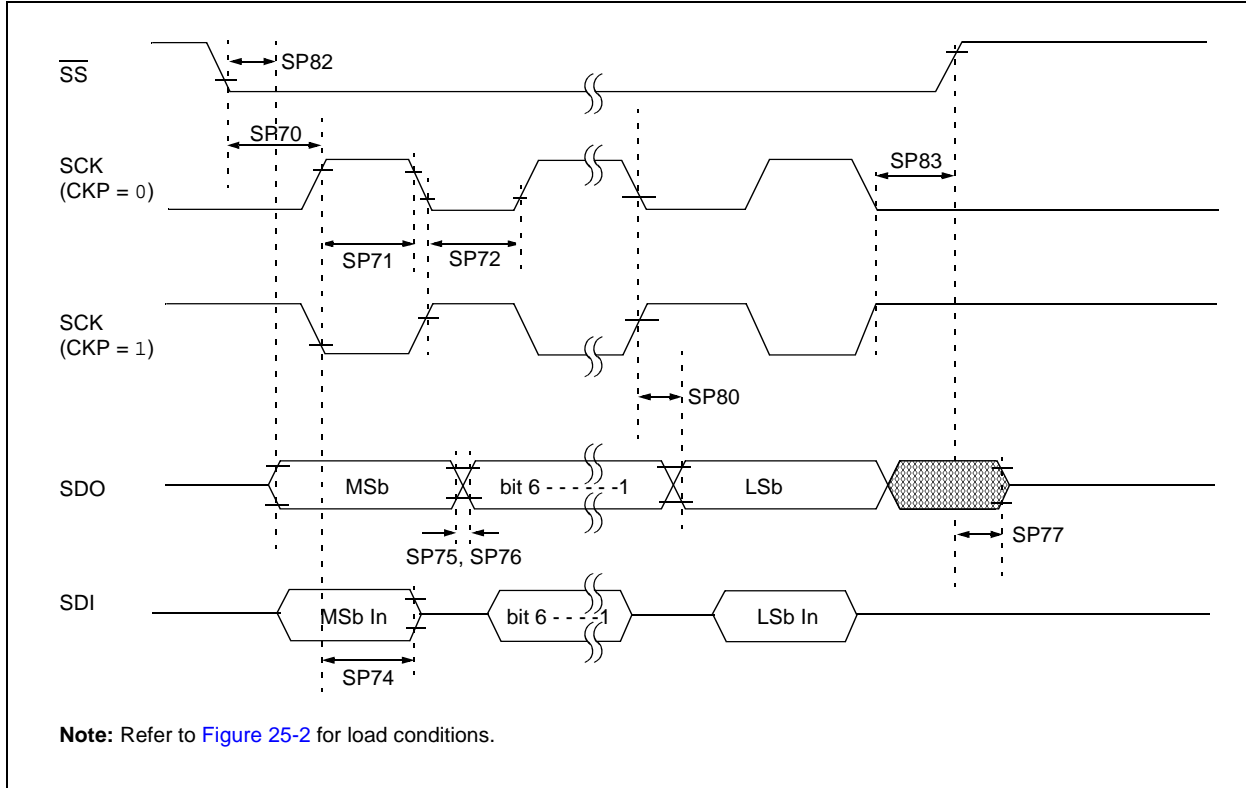 SS
SP82
SP70
SCK
(CKP = 0)
SP83
SP71
SP72
SCK
(CKP = 1)
SP80
SDO
MSb
bit 6 - - - - - -1
LSb
SP75, SP76
SP77
SDI
MSb In
bit 6 - - - -1
LSb In
SP74
Note: Refer to Figure 25-2 for load conditions.